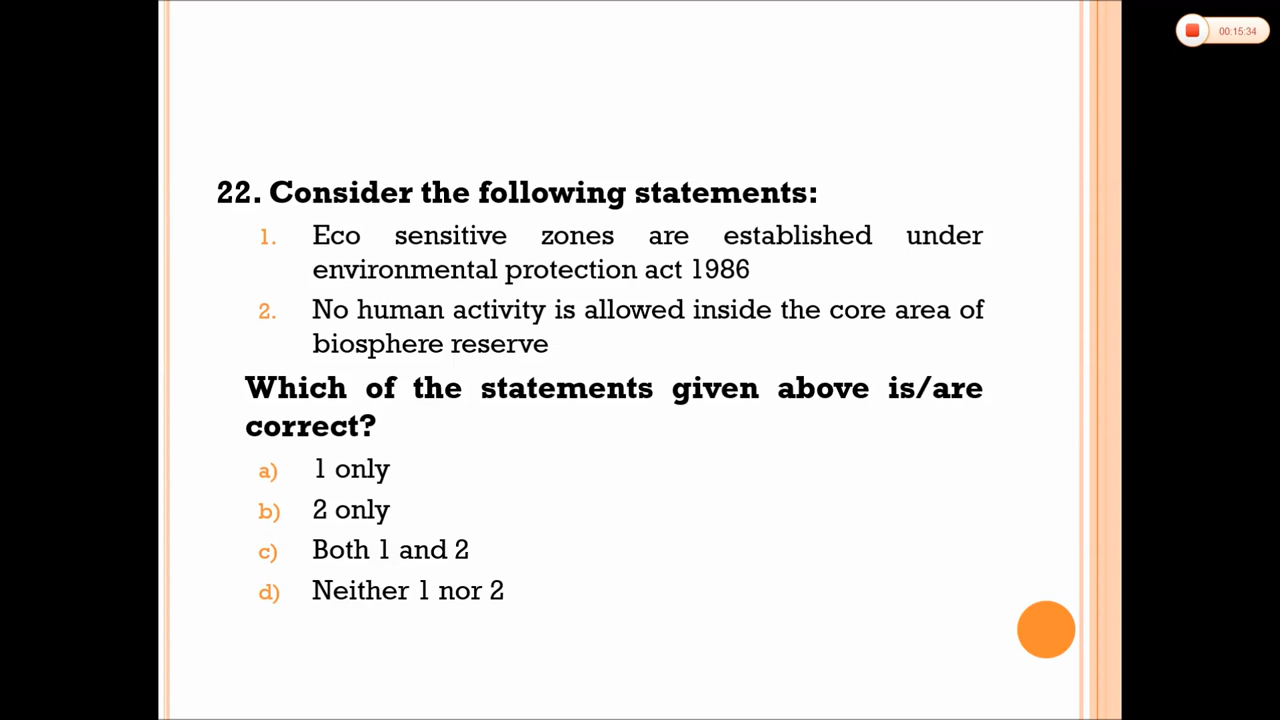 00:15:34
22. Consider the following statements:
1. Eco sensitive zones are established under
environmental protection act 1986
2. No human activity is allowed inside the core area of
biosphere reserve
Which of the statements given above is/are
correct?
a) 1 only
b) 2 only
c) Both 1 and 2
d) Neither 1 nor 2